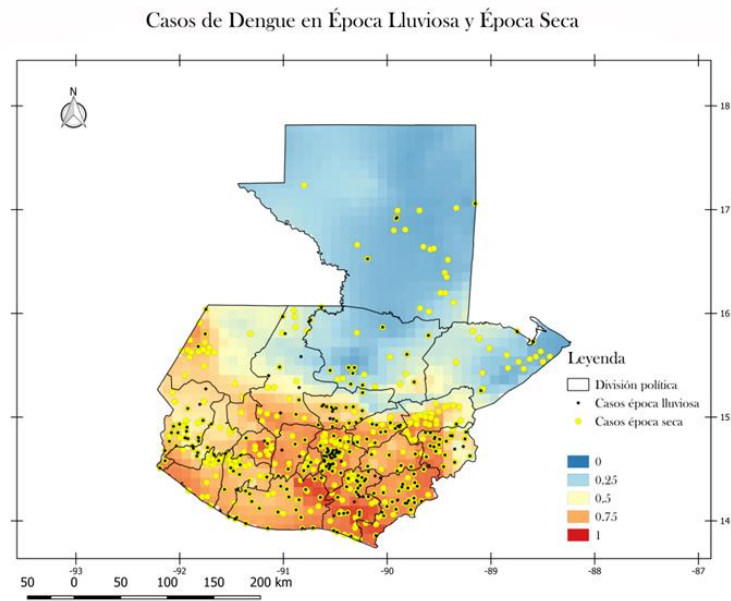 Casos de Dengue en Época Lluviosa y Época Seca
N
18
17
16
15
14
Leyenda
División política
Casos época lluviosa
Casos época seca
0
0.25
0.5
0.75
1
-93
-92
-91
-90
-89
-88
-87
50 0 50 100 150 200 km